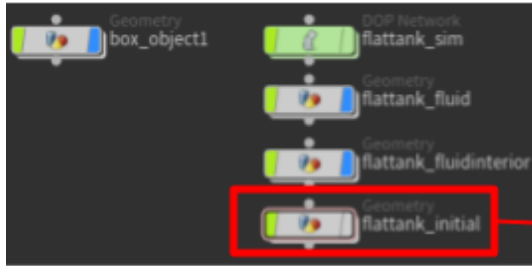 Geometry
box_object1
DOP Network
flattank_sim
Geometry
flattank_fluid
Geometry
flattank_fluidinterior
Geometry
flattank_initial